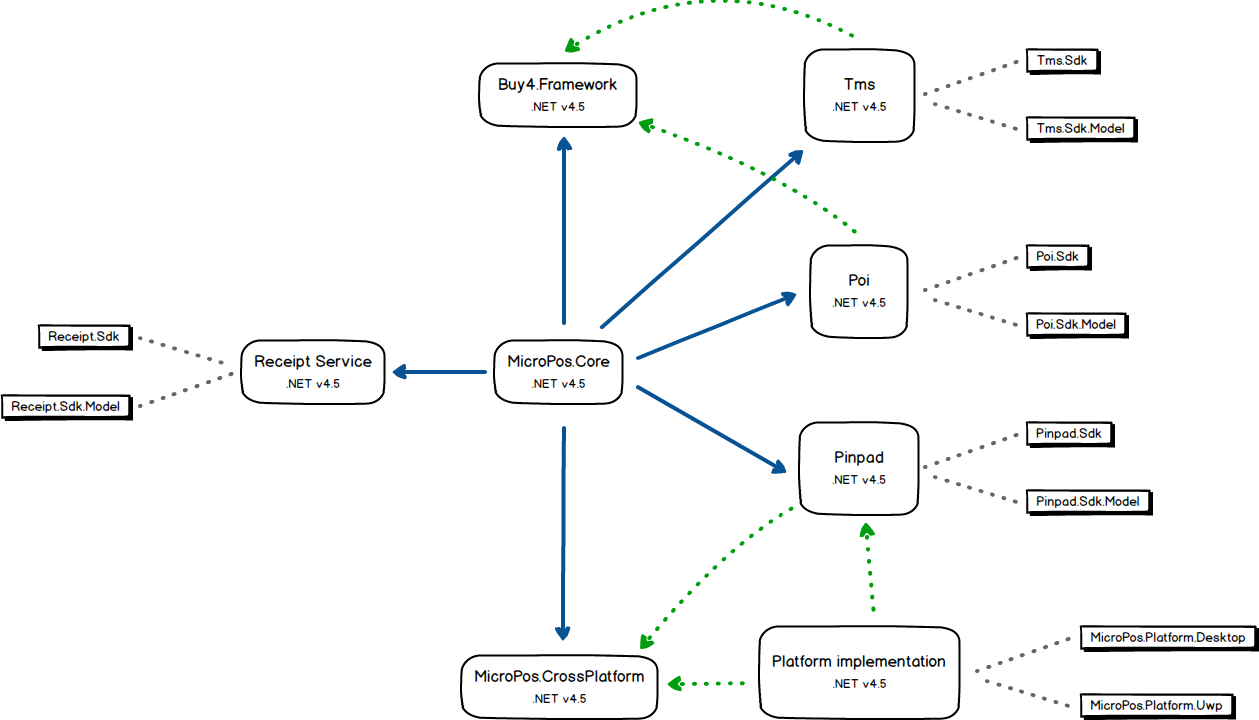 Buy4.Framework
.NET v4.5
Tms
.NET v4.5
Tms.Sdk
Tms.Sdk.Model
Poi
.NET v4.5
Poi.Sdk
Poi.Sdk.Model
Receipt.Sdk
Receipt.Sdk.Model
Receipt Service
.NET v4.5
MicroPos.Core
.NET v4.5
Pinpad
.NET v4.5
Pinpad.Sdk
Pinpad.Sdk.Model
MicroPos.CrossPlatform
.NET v4.5
Platform implementation
.NET v4.5
MicroPos.Platform.Desktop
MicroPos.Platform.Uwp